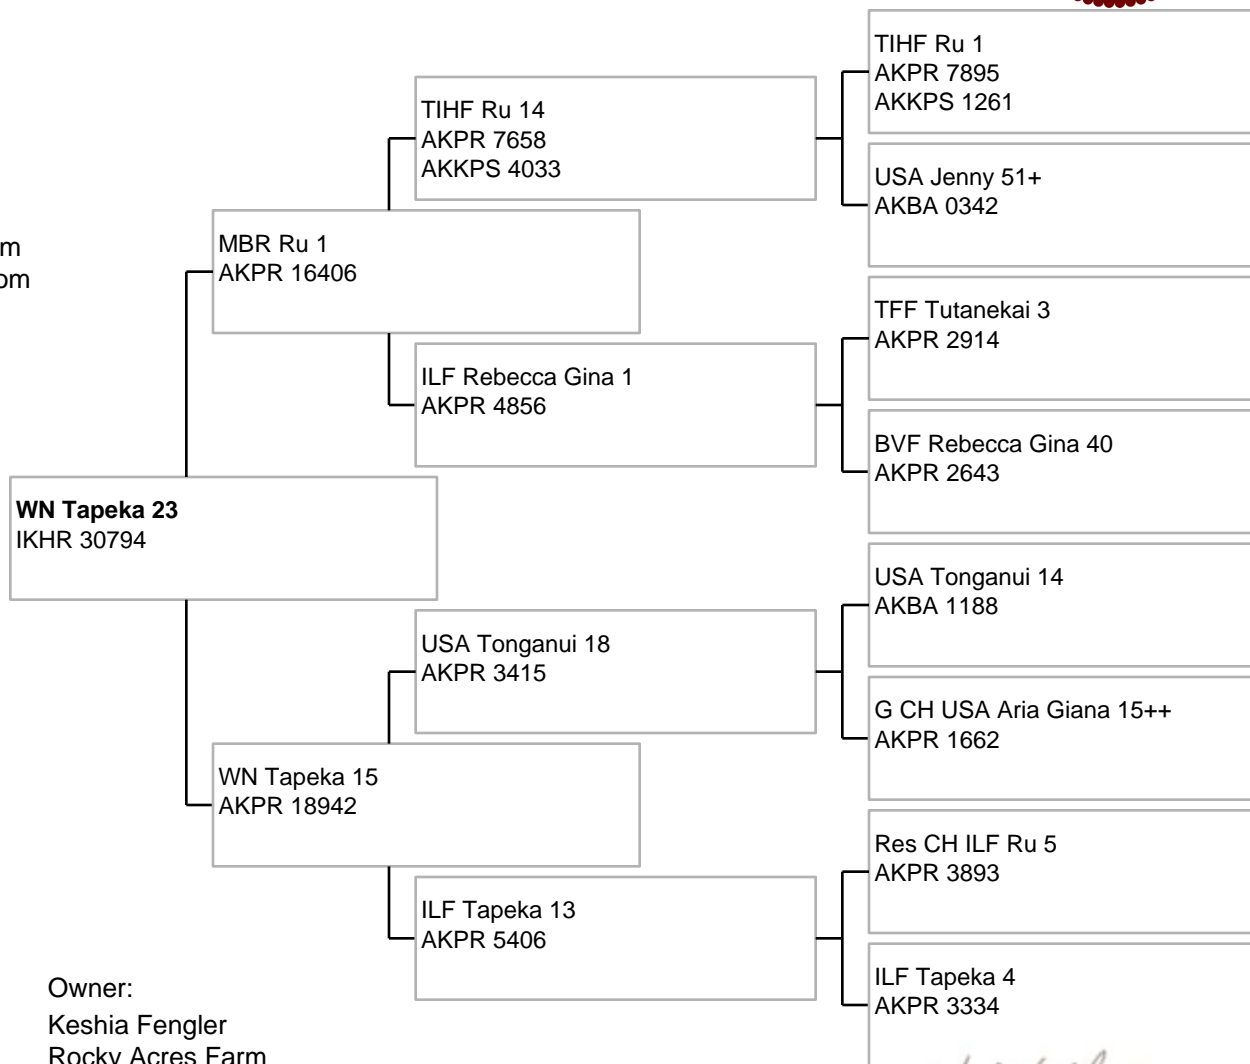 TIHF Ru 1
AKPR 7895
AKKPS 1261
TIHF Ru 14
AKPR 7658
AKKPS 4033
USA Jenny 51+
AKBA 0342
MBR Ru 1
AKPR 16406
TFF Tutanekai 3
AKPR 2914
ILF Rebecca Gina 1
AKPR 4856
BVF Rebecca Gina 40
AKPR 2643
WN Tapeka 23
IKHR 30794
USA Tonganui 14
AKBA 1188
USA Tonganui 18
AKPR 3415
G CH USA Aria Giana 15++
AKPR 1662
WN Tapeka 15
AKPR 18942
Res CH ILF Ru 5
AKPR 3893
ILF Tapeka 13
AKPR 5406
ILF Tapeka 4
AKPR 3334
Owner:
Keshia Fengler
Rocky Acres Farm